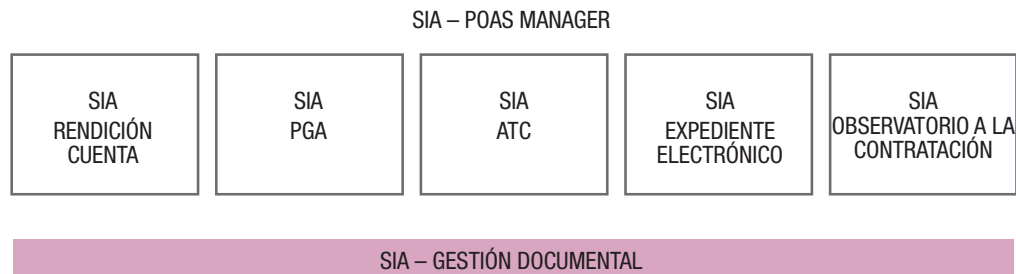 SIA – POAS MANAGER
SIA
RENDICIÓN
CUENTA
SIA
PGA
SIA
ATC
SIA
EXPEDIENTE
ELECTRÓNICO
SIA
OBSERVATORIO A LA
CONTRATACIÓN
SIA – GESTIÓN DOCUMENTAL